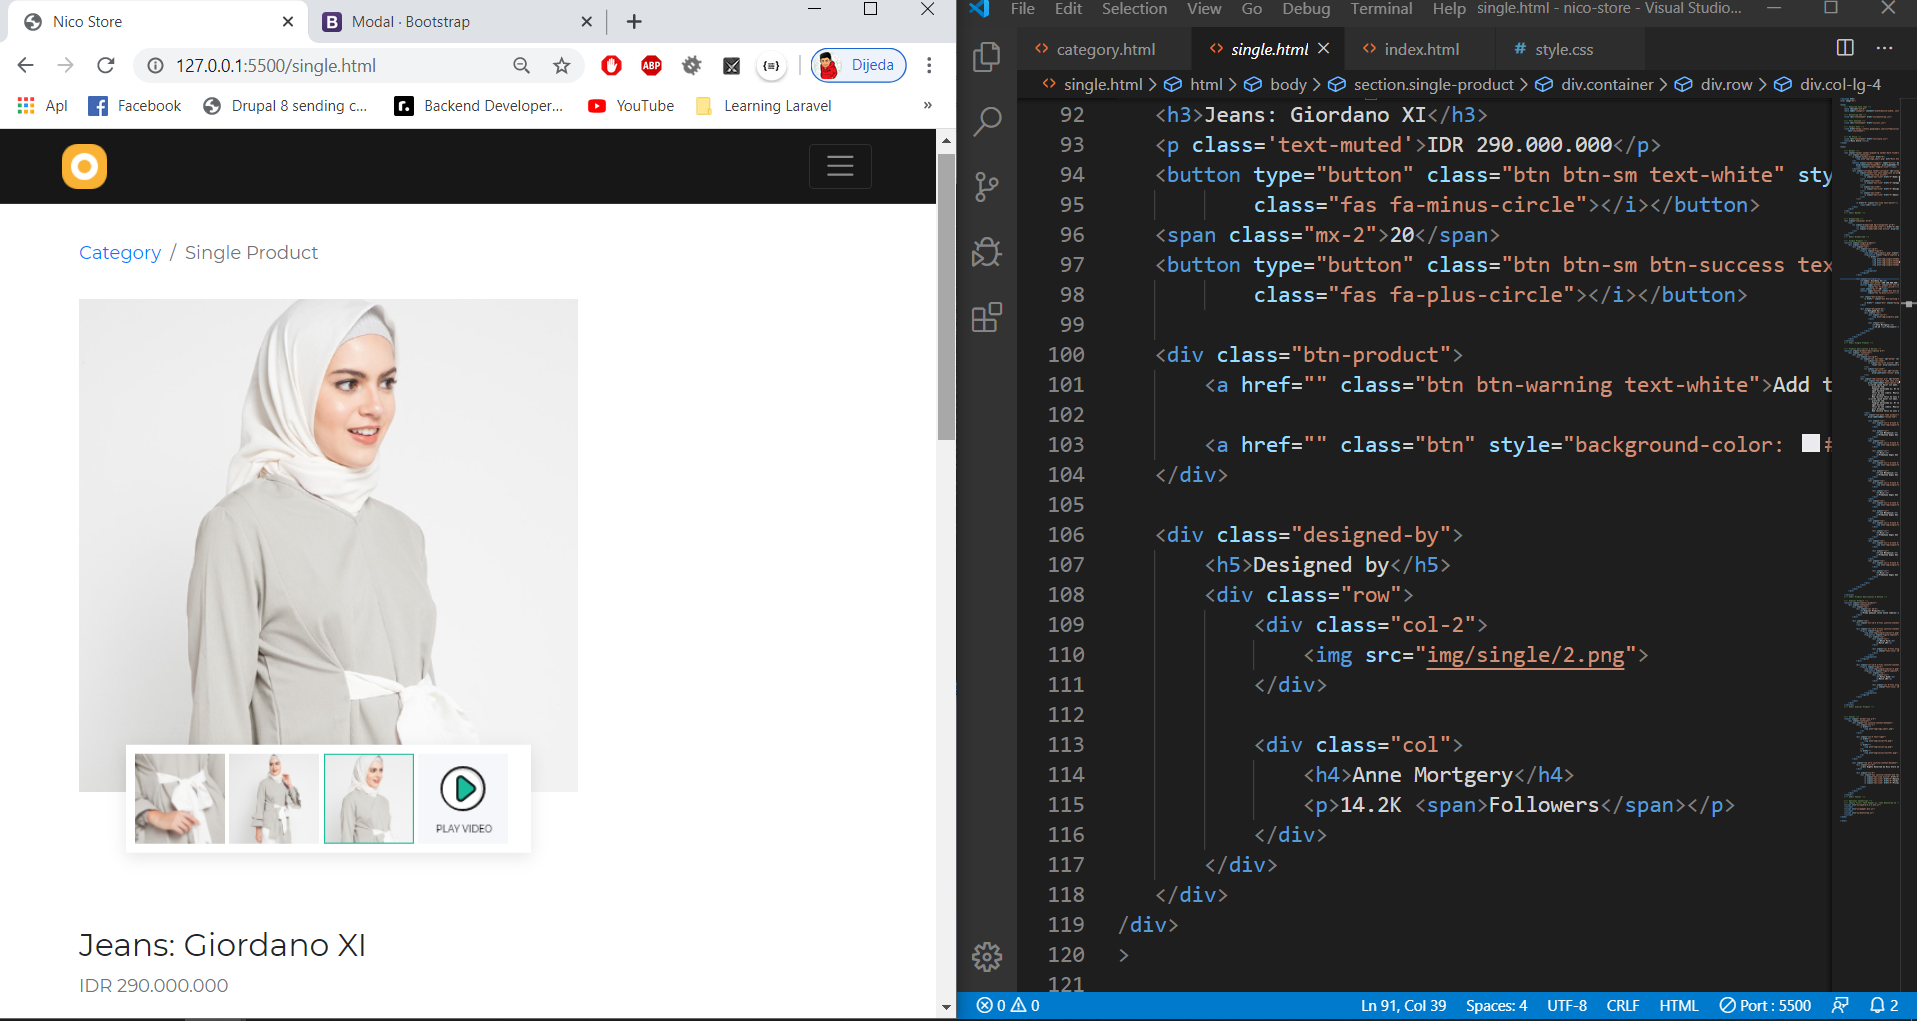 Nico Store
Modal · Bootstrap
127.0.0.1:5500/single.html
ABP
Dijeda
Apl
Facebook
Drupal 8 sending c...
r.
Backend Developer...
YouTube
Learning Laravel
»
Category / Single Product
PLAY VIDEO
Jeans: Giordano XI
IDR 290.000.000
File Edit Selection View Go Debug Terminal Help single.html - nico-store - Visual Studio...
category.html
single.html
index.html
# style.css
single.html > html > body > section.single-product > div.container > div.row > div.col-lg-4
92 <h3>Jeans: Giordano XI</h3>
93 <p class='text-muted'>IDR 290.000.000</p>
94 <button type="button" class="btn btn-sm text-white" sty
95 class="fas fa-minus-circle"></i></button>
96 <span class="mx-2">20</span>
97 <button type="button" class="btn btn-sm btn-success tex
98 class="fas fa-plus-circle"></i></button>
99
100 <div class="btn-product">
101 <a href="" class="btn btn-warning text-white">Add t
102
103 <a href="" class="btn" style="background-color: #
104 </div>
105
106 <div class="designed-by">
107 <h5>Designed by</h5>
108 <div class="row">
109 <div class="col-2">
110 <img src="img/single/2.png">
111 </div>
112
113 <div class="col">
114 <h4>Anne Mortgery</h4>
115 <p>14.2K <span>Followers</span></p>
116 </div>
117 </div>
118 </div>
119 /div>
120 >
121
0 0 Ln 91, Col 39 Spaces: 4 UTF-8 CRLF HTML Port : 5500 2